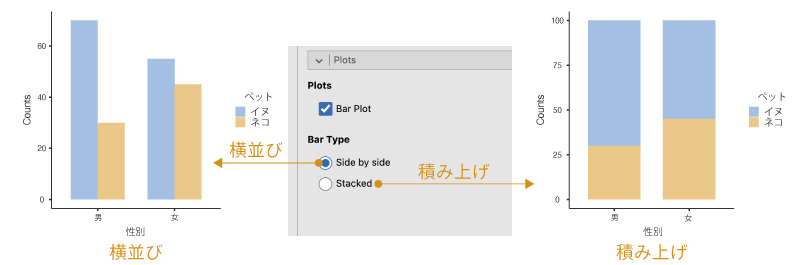 60
40
20
0
Counts
男
女
性別
ペット
イヌ
ネコ
横並び
Plots
Plots
Bar Plot
Bar Type
Side by side
Stacked
横並び
積み上げ
100
75
50
25
0
Counts
男
女
性別
ペット
イヌ
ネコ
積み上げ